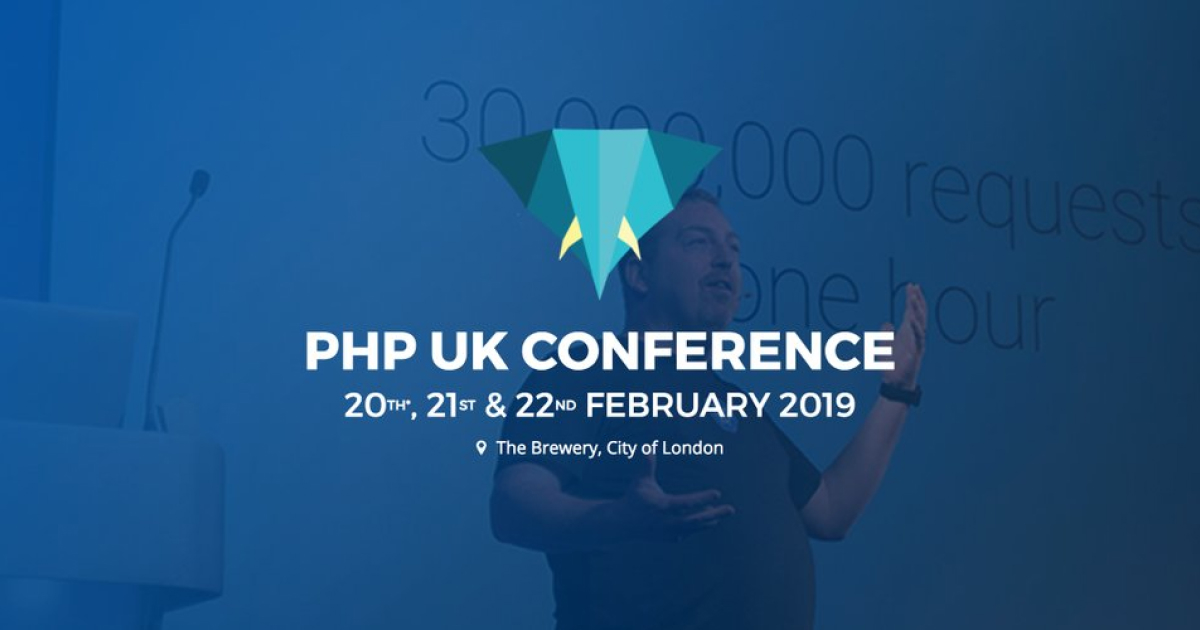 30,000,000 requests
one hour
PHP UK CONFERENCE
20TH*, 21ST & 22ND FEBRUARY 2019
The Brewery, City of London